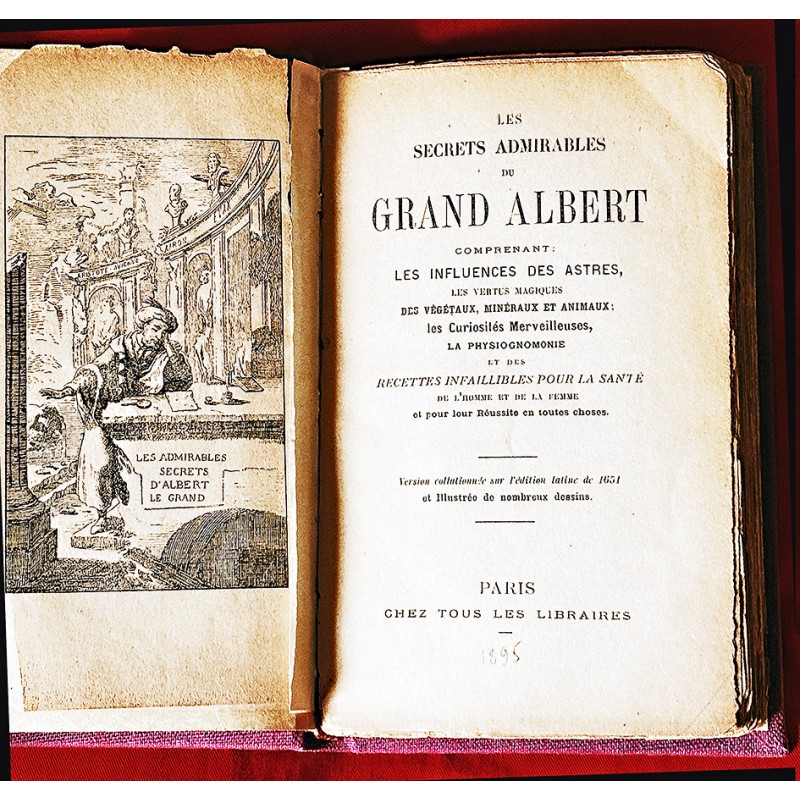 LES ADMIRABLES
SECRETS
D'ALBERT
LE GRAND
LES
SECRETS ADMIRABLES
DU
GRAND ALBERT
COMPRENANT:
LES INFLUENCES DES ASTRES,
LES VERTUS MAGIQUES
DES VÉGÉTAUX, MINÉRAUX ET ANIMAUX;
les Curiosités Merveilleuses,
LA PHYSIOGNOMONIE
ET DES
RECETTES INFAILLIBLES POUR LA SANTÉ
DE L'HOMME ET DE LA FEMME
et pour leur Réussite en toutes choses.
Version collationnée sur l'édition latine de 1651
et Illustrée de nombreux dessins.
PARIS
CHEZ TOUS LES LIBRAIRES
1895